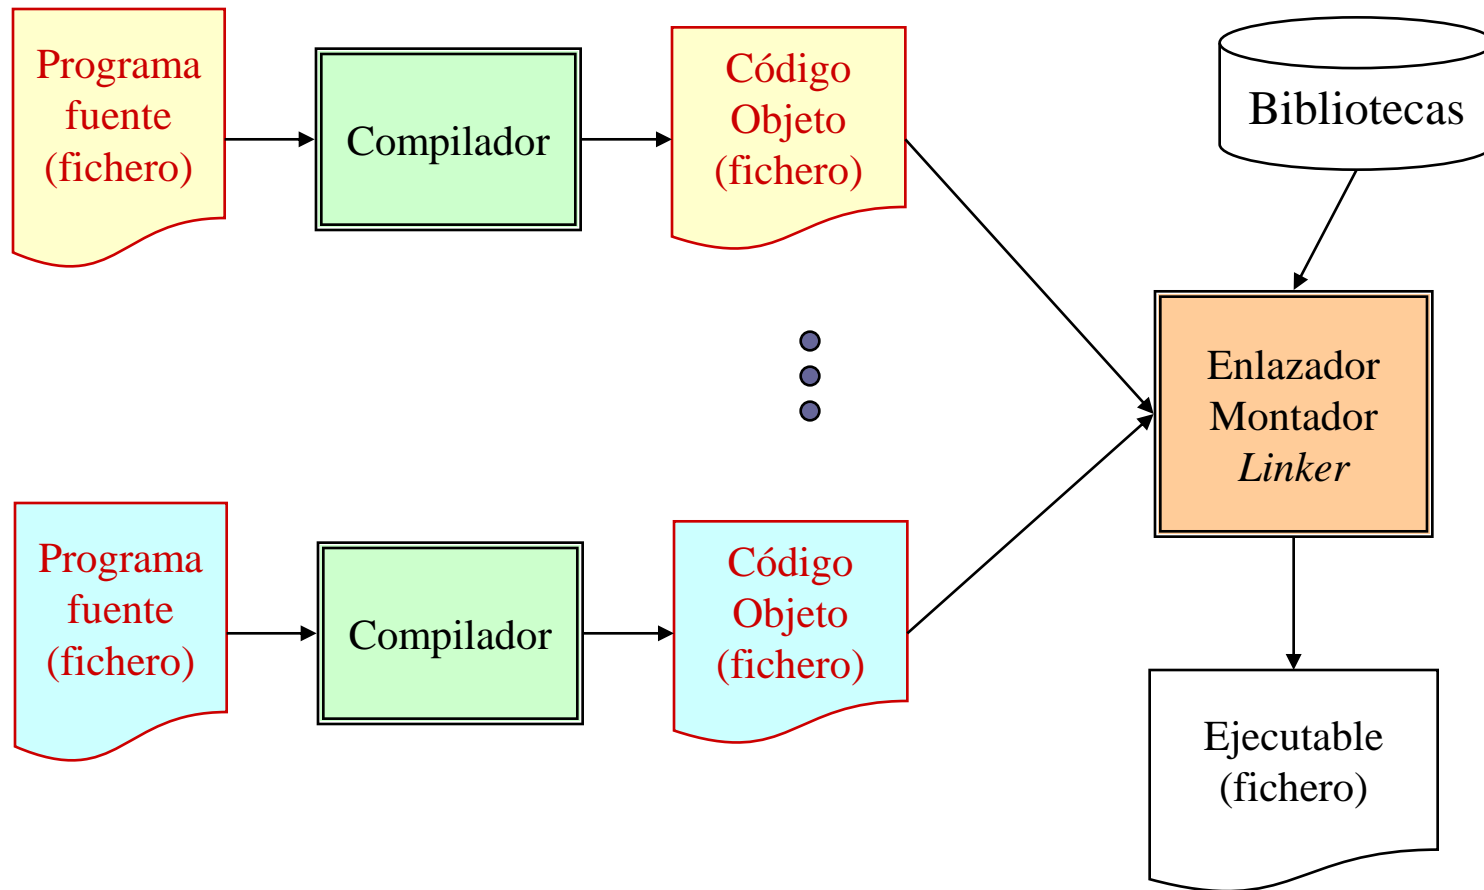 Programa
fuente
(fichero)
Compilador
Código
Objeto
(fichero)
Bibliotecas
Enlazador
Montador
Linker
Programa
fuente
(fichero)
Compilador
Código
Objeto
(fichero)
Ejecutable
(fichero)